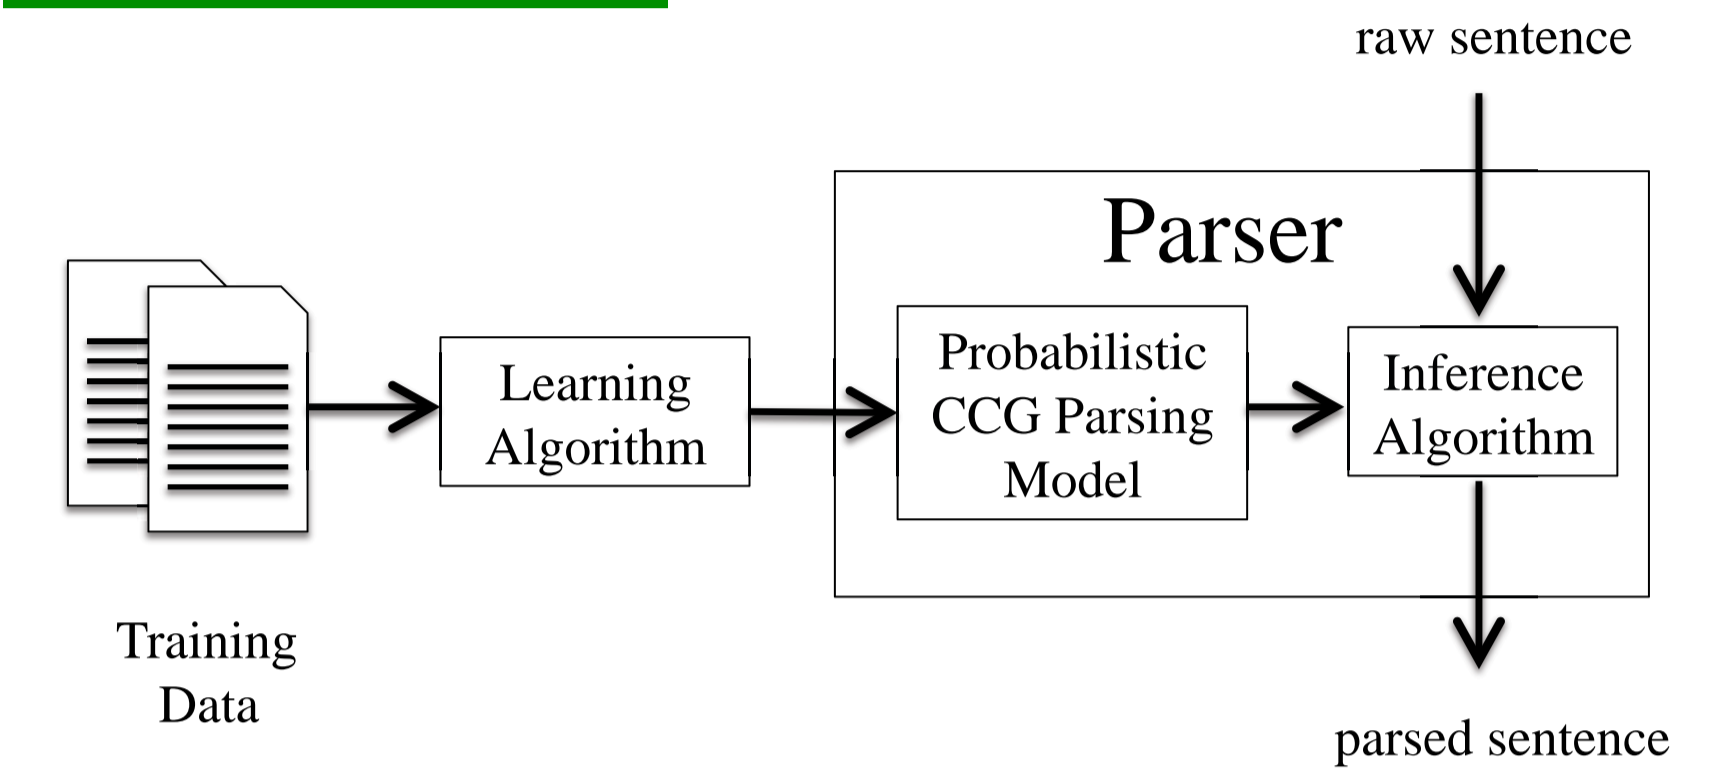 raw sentence
Parser
Training
Data
Learning
Algorithm
Probabilistic
CCG Parsing
Model
Inference
Algorithm
parsed sentence